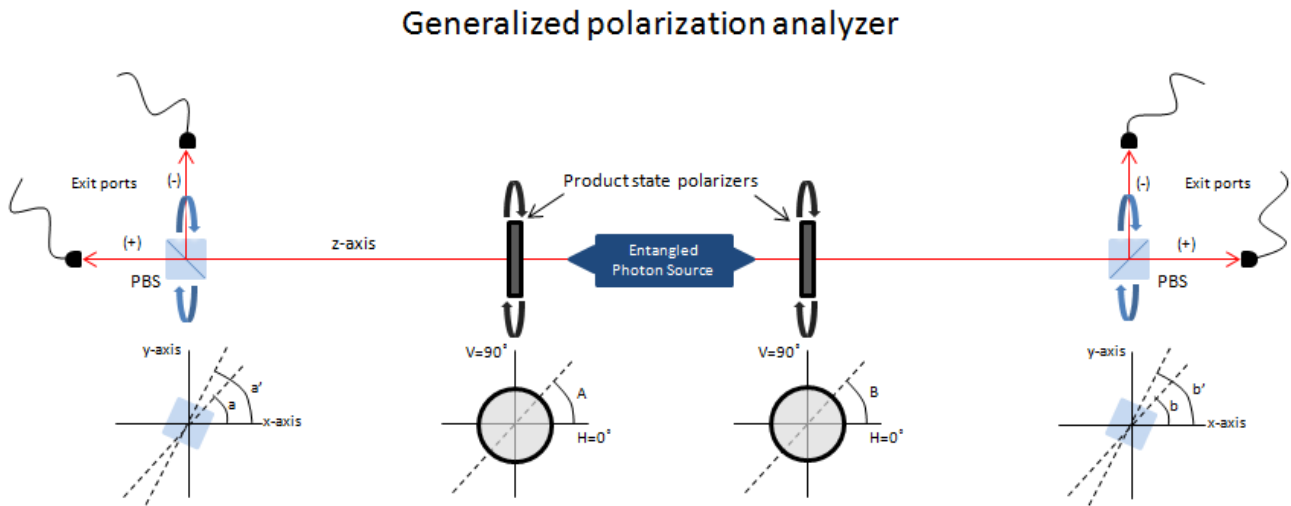 Generalized polarization analyzer
Exit ports
(-)
(+)
PBS
z-axis
Product state polarizers
Entangled
Photon Source
(-)
Exit ports
(+)
PBS
y-axis
a'
a
x-axis
V=90°
A
H=0°
V=90°
B
H=0°
y-axis
b'
b
x-axis